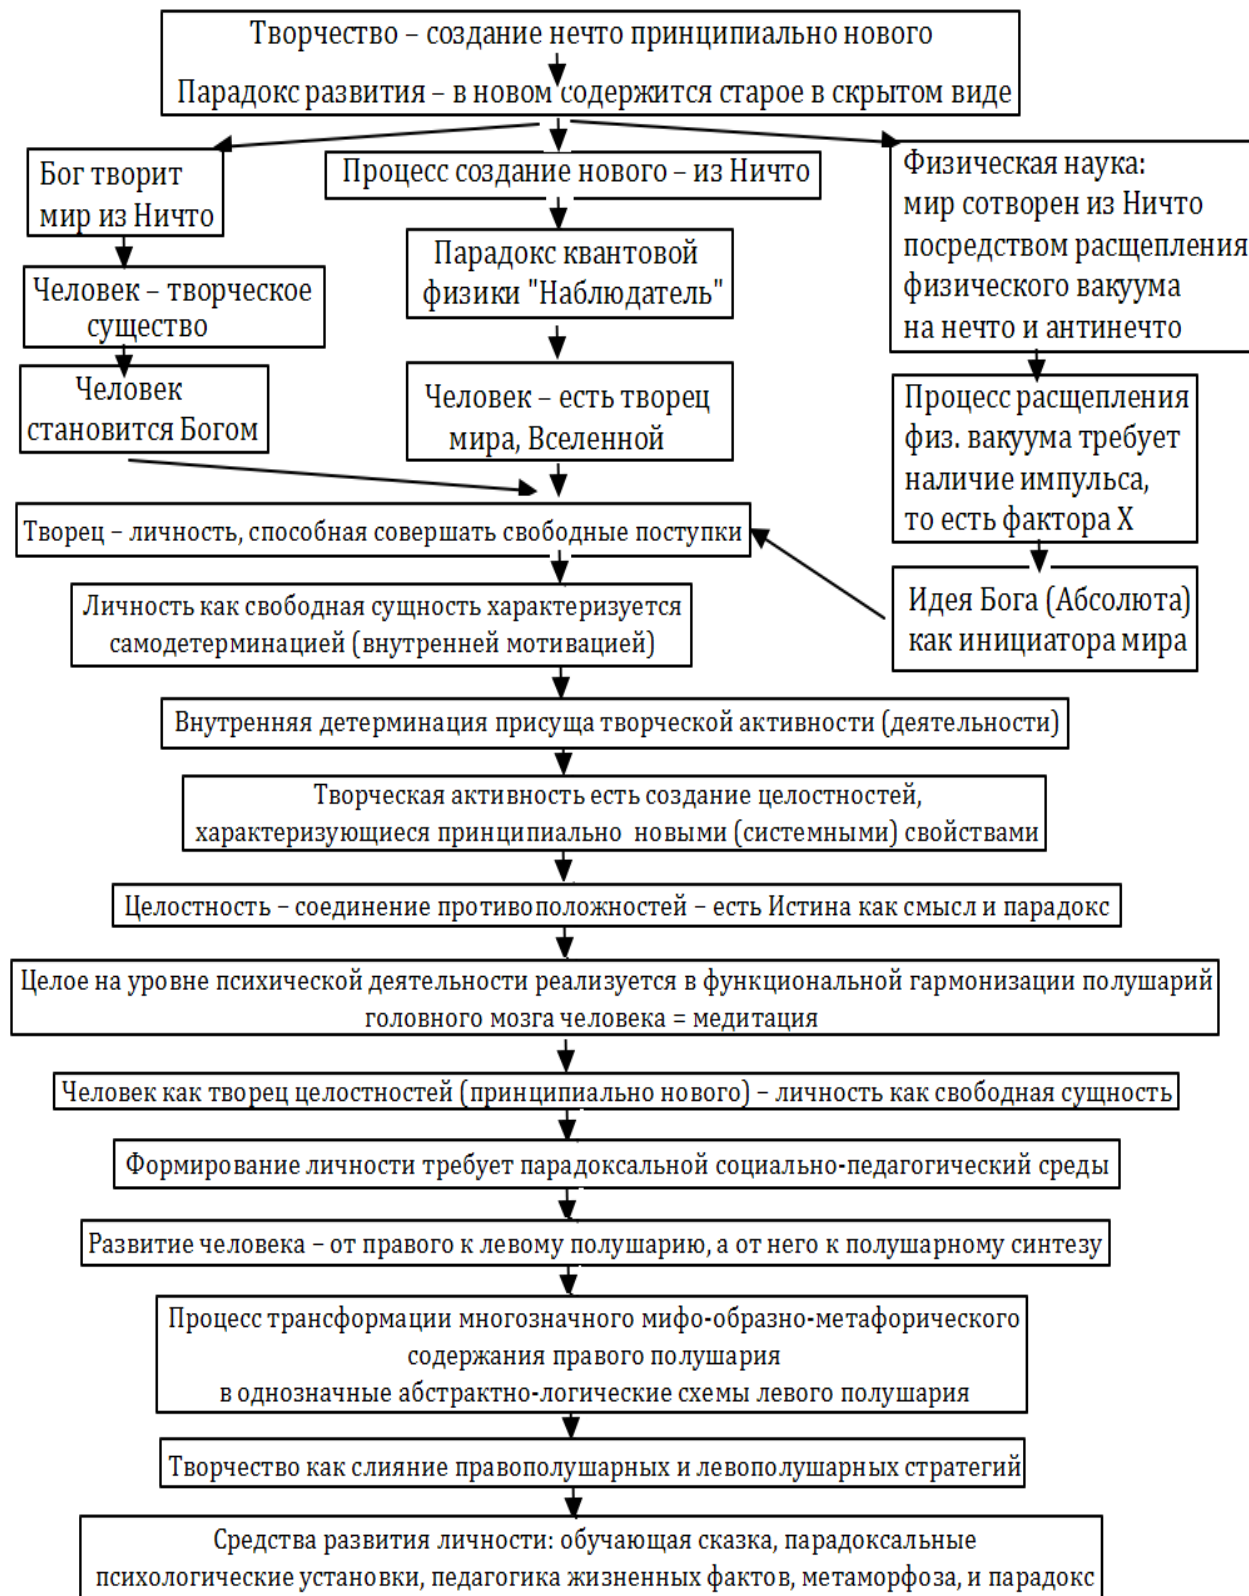 Творчество – создание нечто принципиально нового
Парадокс развития – в новом содержится старое в скрытом виде
Бог творит
мир из Ничто
Человек – творческое
существо
Человек
становится Богом
Процесс создание нового – из Ничто
Парадокс квантовой
физики "Наблюдатель"
Человек – есть творец
мира, Вселенной
Физическая наука:
мир сотворен из Ничто
посредством расщепления
физического вакуума
на нечто и антинечто
Процесс расщепления
физ. вакуума требует
наличие импульса,
то есть фактора X
Идея Бога (Абсолюта)
как инициатора мира
Творец – личность, способная совершать свободные поступки
Личность как свободная сущность характеризуется
самодетерминацией (внутренней мотивацией)
Внутренняя детерминация присуща творческой активности (деятельности)
Творческая активность есть создание целостностей,
характеризующиеся принципиально новыми (системными) свойствами
Целостность – соединение противоположностей – есть Истина как смысл и парадокс
Целое на уровне психической деятельности реализуется в функциональной гармонизации полушарий
головного мозга человека = медитация
Человек как творец целостностей (принципиально нового) – личность как свободная сущность
Формирование личности требует парадоксальной социально-педагогический среды
Развитие человека – от правого к левому полушарию, а от него к полушарному синтезу
Процесс трансформации многозначного мифо-образно-метафорического
содержания правого полушария
в однозначные абстрактно-логические схемы левого полушария
Творчество как слияние правополушарных и левополушарных стратегий
Средства развития личности: обучающая сказка, парадоксальные
психологические установки, педагогика жизненных фактов, метаморфоза, и парадокс